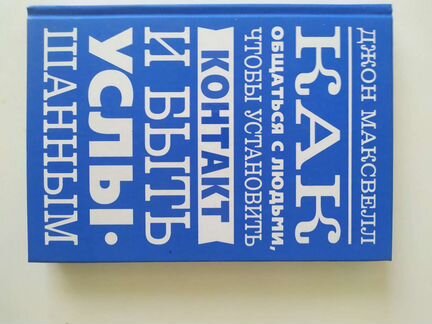 ДЖОН МАКСВЕЛЛ
КАК
ОБЩАТЬСЯ С ЛЮДЬМИ,
ЧТОБЫ УСТАНОВИТЬ
КОНТАКТ
И БЫТЬ
УСЛЫ-
ШАННЫМ